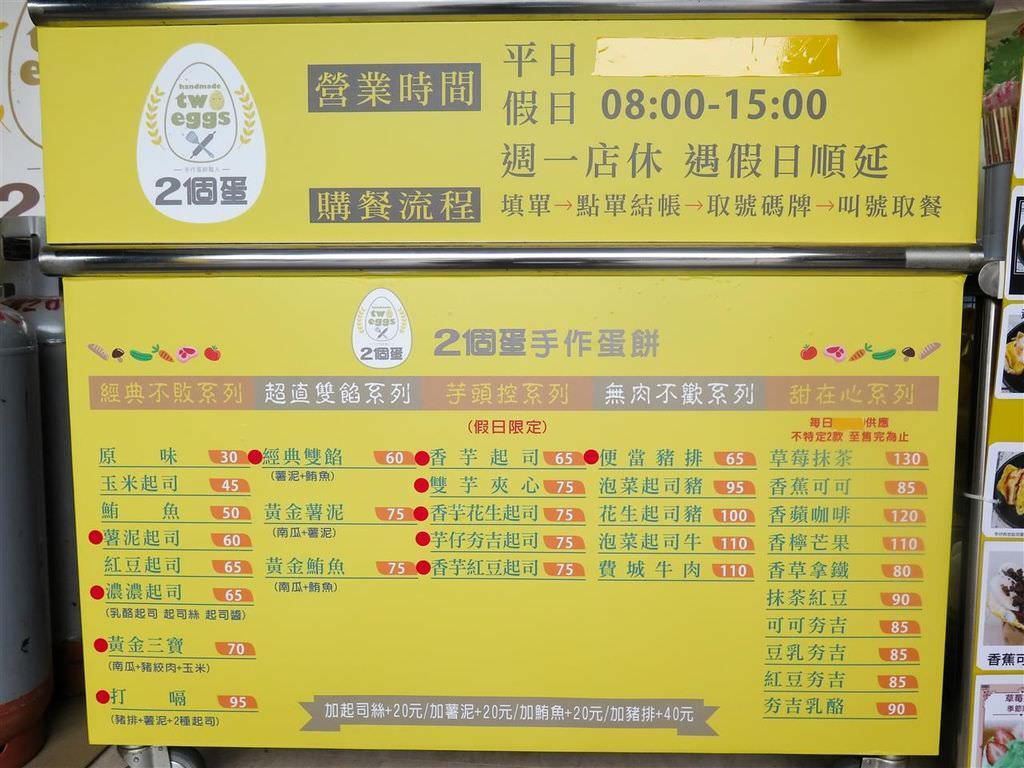 handmade
two
eggs
2個蛋
營業時間
平日
假日 08:00-15:00
週一店休 遇假日順延
購餐流程
填單→點單結帳→取號碼牌→叫號取餐
two
eggs
2個蛋
2個蛋手作蛋餅
經典不敗系列
原味 30
玉米起司 45
鮪魚 50
薯泥起司 60
紅豆起司 65
濃濃起司 65
(乳酪起司 起司絲 起司醬)
黃金三寶 70
(南瓜+豬絞肉+玉米)
打嗝 95
(豬排+薯泥+2種起司)
超直雙餡系列
經典雙餡 60
(薯泥+鮪魚)
黃金薯泥 75
(南瓜+薯泥)
黃金鮪魚 75
(南瓜+鮪魚)
芋頭控系列
(假日限定)
香芋起司 65
雙芋夾心 75
香芋花生起司 75
芋仔夯吉起司 75
香芋紅豆起司 75
無肉不歡系列
便當豬排 65
泡菜起司豬 95
花生起司豬 100
泡菜起司牛 110
費城牛肉 110
甜在心系列
每日 供應
不特定2款 至售完為止
草莓抹茶 130
香蕉可可 85
香蘋咖啡 120
香檸芒果 110
香草拿鐵 80
抹茶紅豆 90
可可夯吉 85
豆乳夯吉 85
紅豆夯吉 85
夯吉乳酪 90
加起司絲+20元/加薯泥+20元/加鮪魚+20元/加豬排+40元
香蕉可
草莓